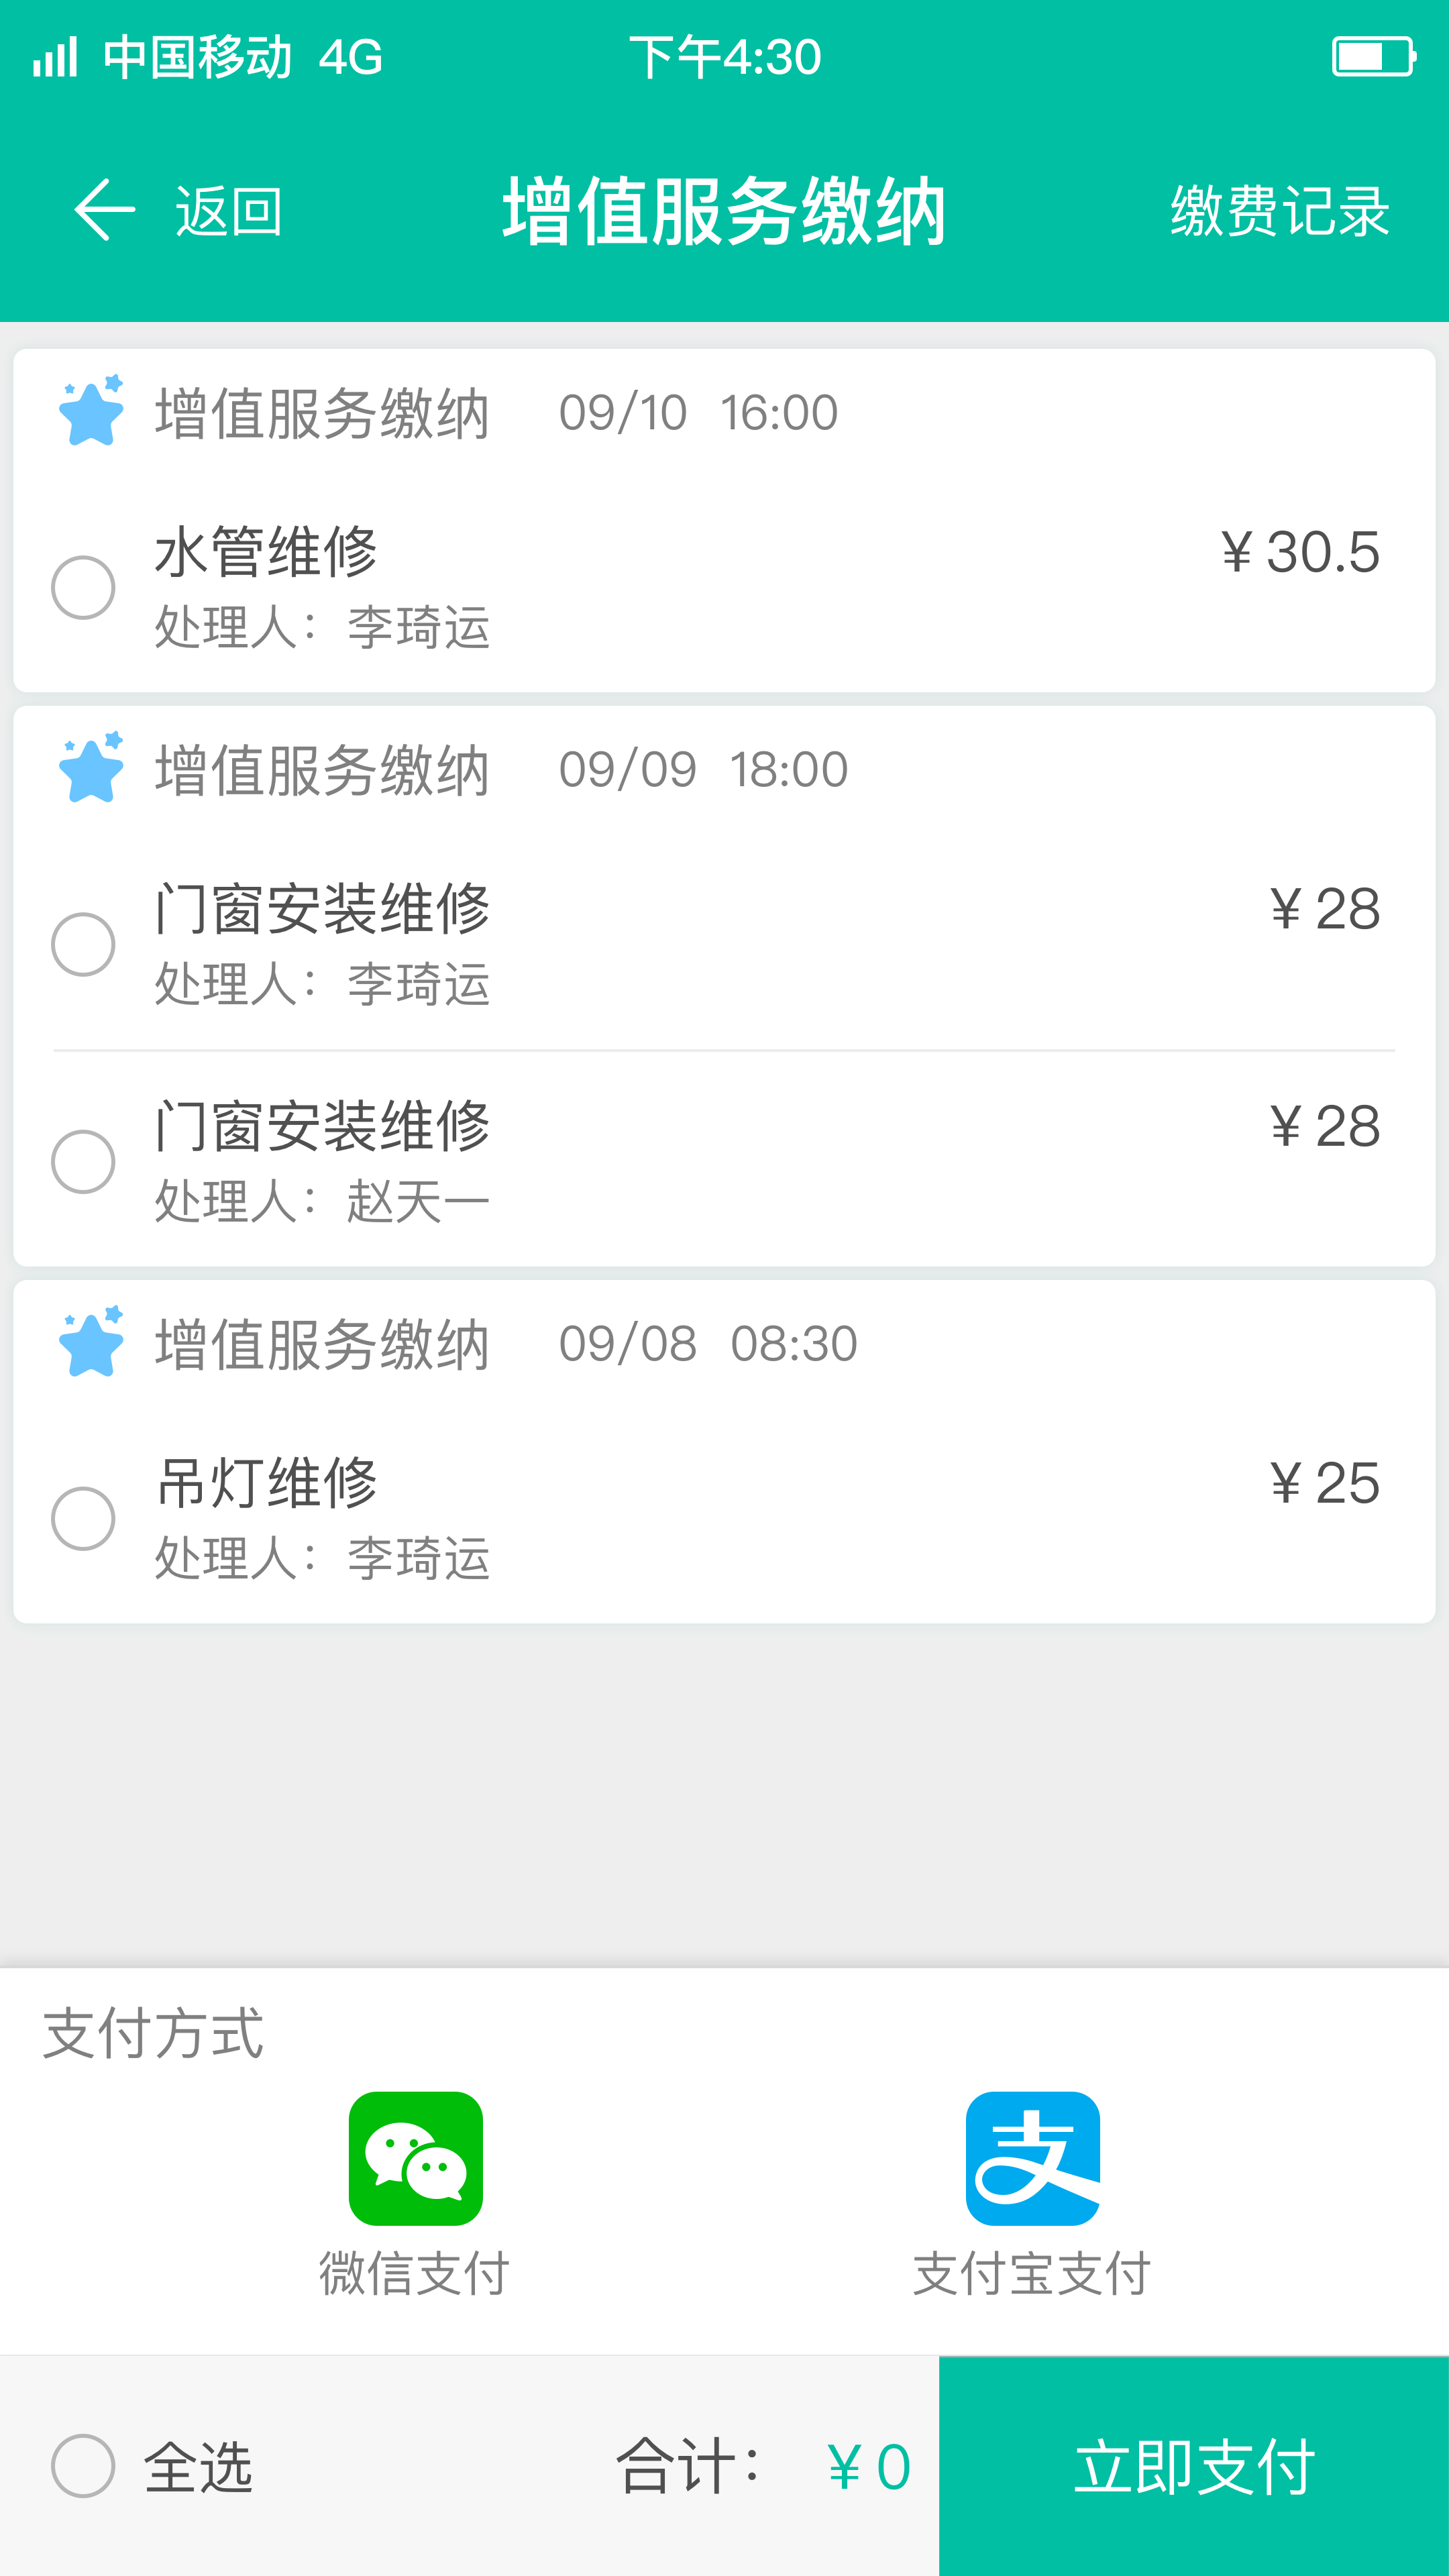 中国移动 4G 下午4:30
返回 增值服务缴纳 缴费记录
增值服务缴纳 09/10 16:00
水管维修 ¥30.5
处理人：李琦运
增值服务缴纳 09/09 18:00
门窗安装维修 ¥28
处理人：李琦运
门窗安装维修 ¥28
处理人：赵天一
增值服务缴纳 09/08 08:30
吊灯维修 ¥25
处理人：李琦运
支付方式
支
微信支付 支付宝支付
全选 合计： ¥0 立即支付